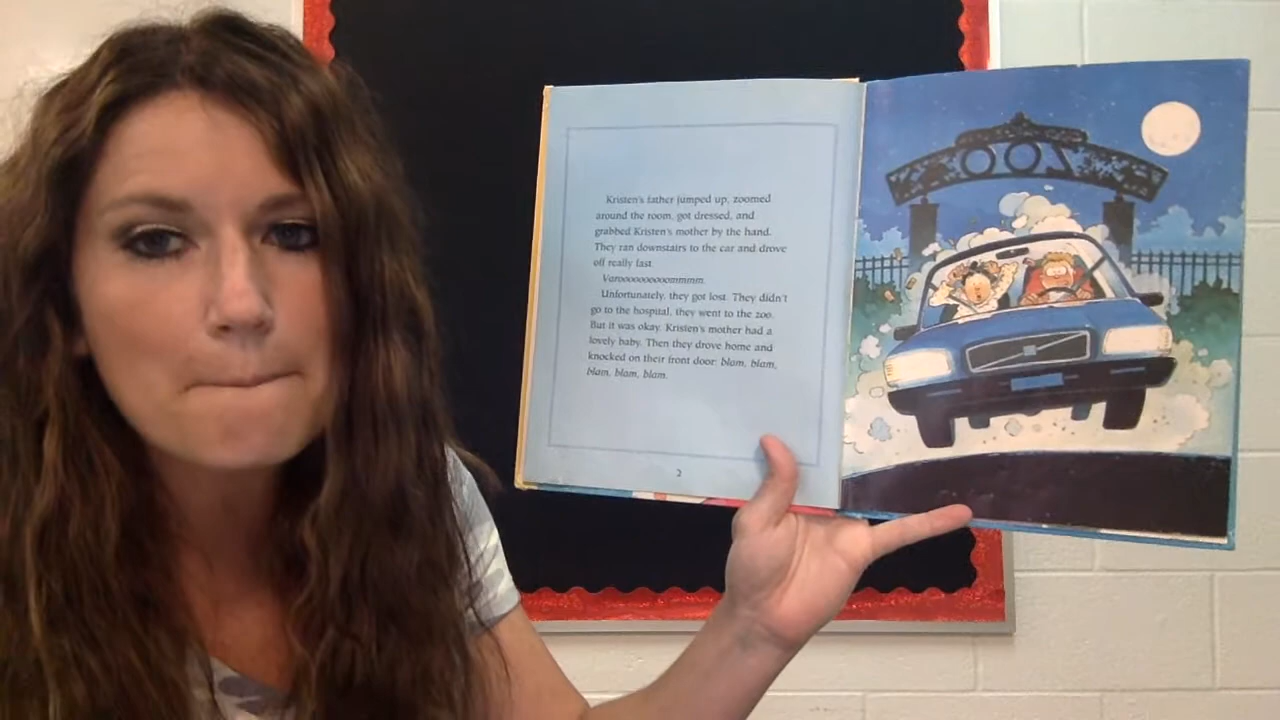 Kristen's father jumped up, zoomed
around the room, got dressed, and
grabbed Kristen's mother by the hand.
They ran downstairs to the car and drove
off really fast.
Varoooooooooommmm.
Unfortunately, they got lost. They didn't
go to the hospital, they went to the zoo.
But it was okay. Kristen's mother had a
lovely baby. Then they drove home and
knocked on their front door: blam, blam,
blam, blam, blam.
2
ZOO